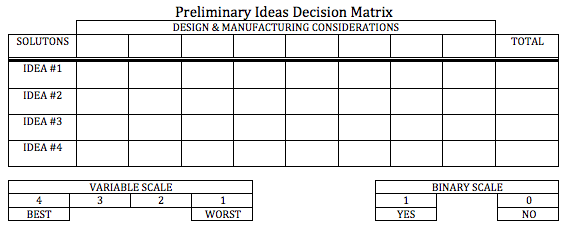 Preliminary Ideas Decision Matrix
DESIGN & MANUFACTURING CONSIDERATIONS
SOLUTONS TOTAL
IDEA #1
IDEA #2
IDEA #3
IDEA #4
VARIABLE SCALE BINARY SCALE
4 3 2 1 1 0
BEST WORST YES NO